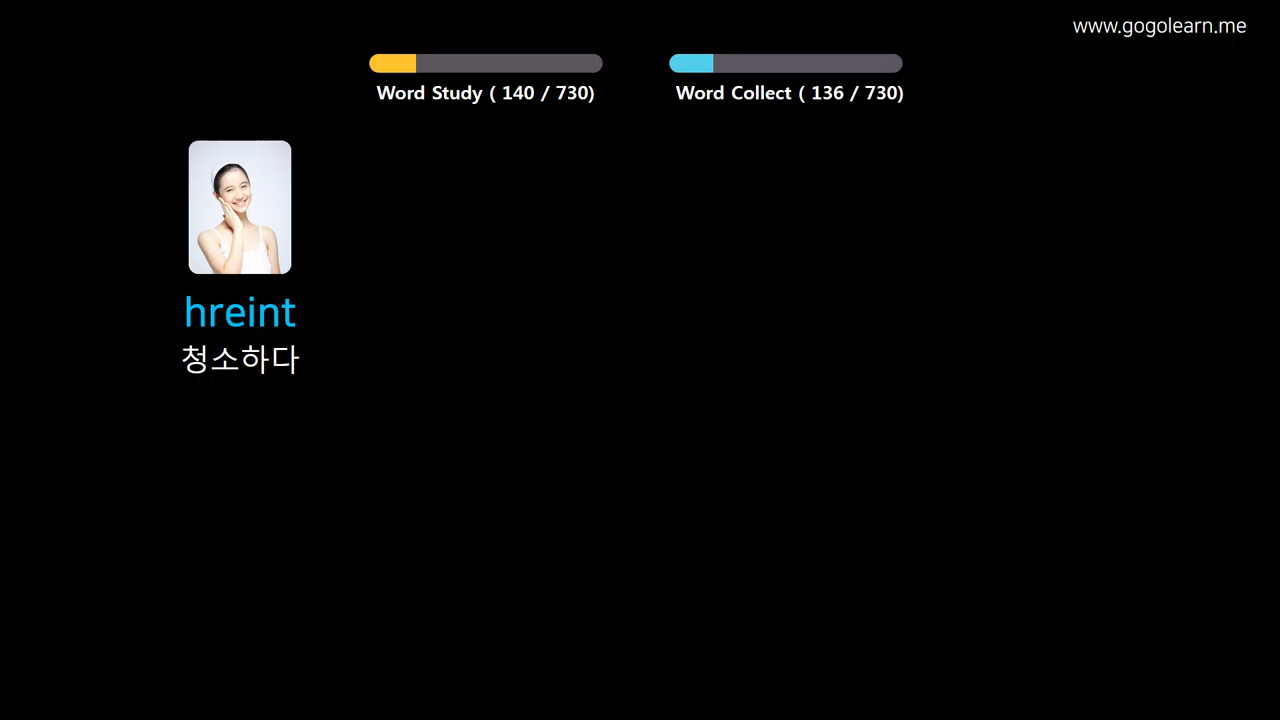 www.gogolearn.me
Word Study ( 140 / 730)
Word Collect ( 136 / 730)
hreint
청소하다